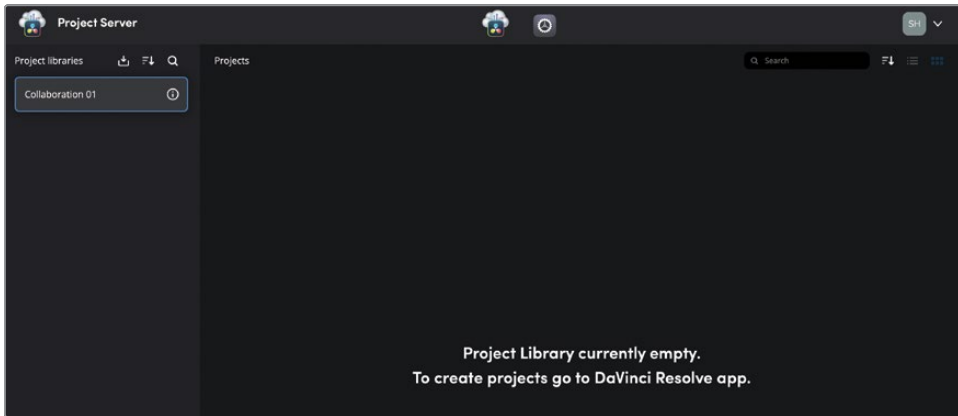 Project Server
SH
Project libraries
Projects
Search
Collaboration 01
Project Library currently empty.
To create projects go to DaVinci Resolve app.